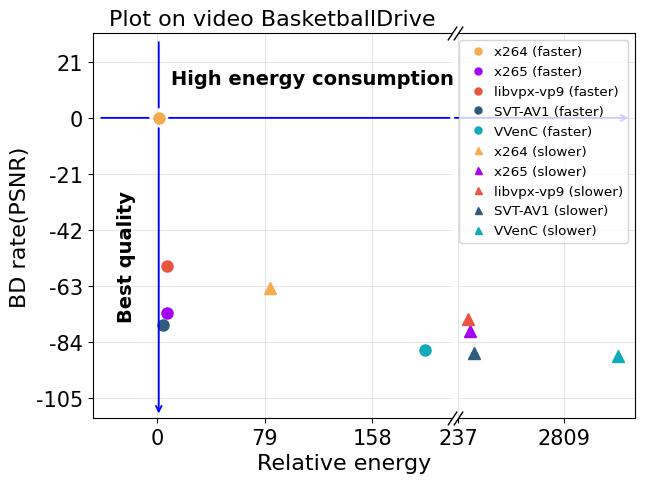 Plot on video BasketballDrive
BD rate(PSNR)
21
0
-21
-42
-63
-84
-105
High energy consumption
Best quality
x264 (faster)
x265 (faster)
libvpx-vp9 (faster)
SVT-AV1 (faster)
VVenC (faster)
x264 (slower)
x265 (slower)
libvpx-vp9 (slower)
SVT-AV1 (slower)
VVenC (slower)
0 79 158 237 2809
Relative energy